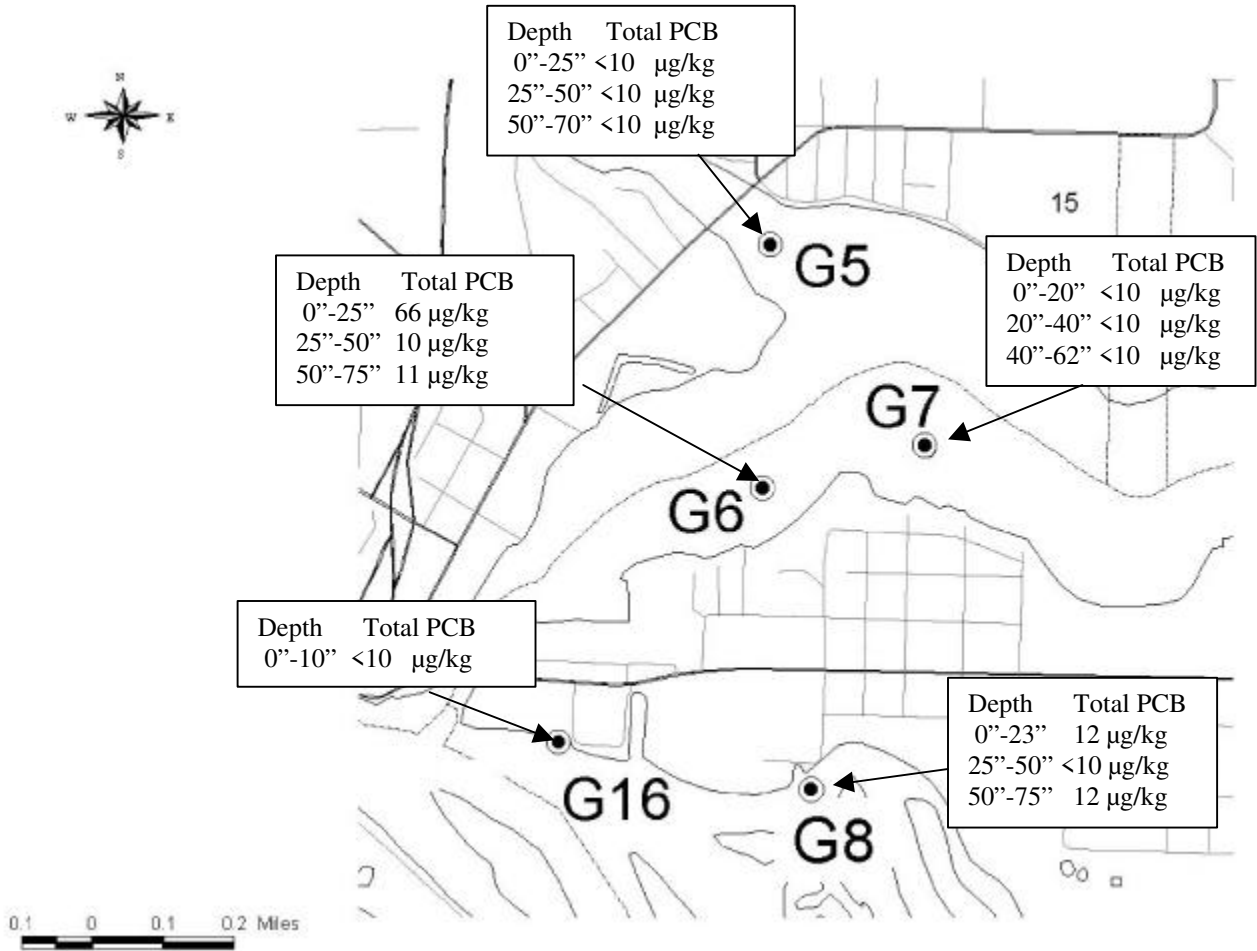 Depth Total PCB
0”-25” <10 µg/kg
25”-50” <10 µg/kg
50”-70” <10 µg/kg
N
W E
S
15
G5
Depth Total PCB
0”-20” <10 µg/kg
20”-40” <10 µg/kg
40”-62” <10 µg/kg
Depth Total PCB
0”-25” 66 µg/kg
25”-50” 10 µg/kg
50”-75” 11 µg/kg
G7
G6
Depth Total PCB
0”-10” <10 µg/kg
Depth Total PCB
0”-23” 12 µg/kg
25”-50” <10 µg/kg
50”-75” 12 µg/kg
G16
G8
0.1 0 0.1 0.2 Miles